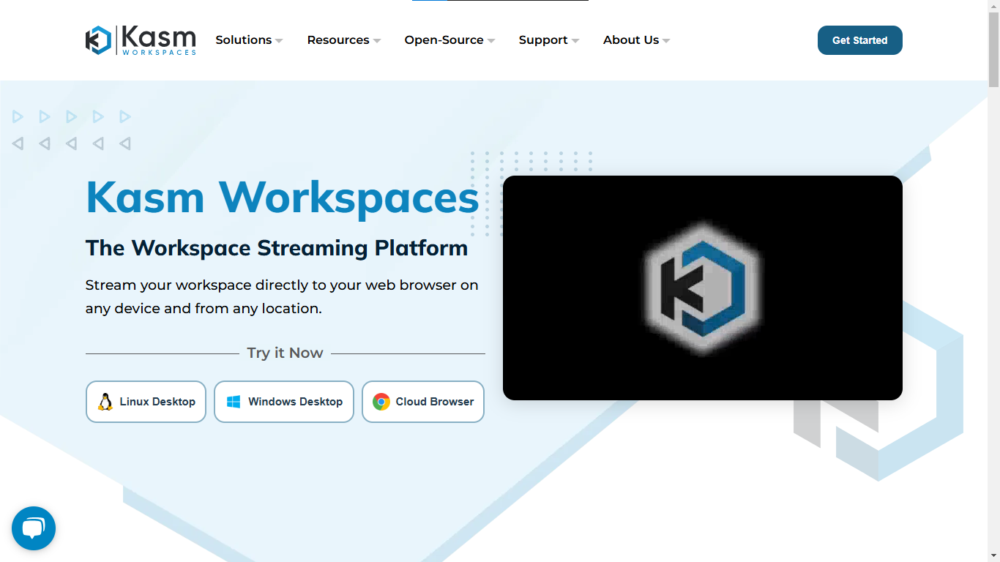 Kasm
WORKSPACES
Solutions
Resources
Open-Source
Support
About Us
Get Started
Kasm Workspaces
The Workspace Streaming Platform
Stream your workspace directly to your web browser on
any device and from any location.
Try it Now
Linux Desktop
Windows Desktop
Cloud Browser